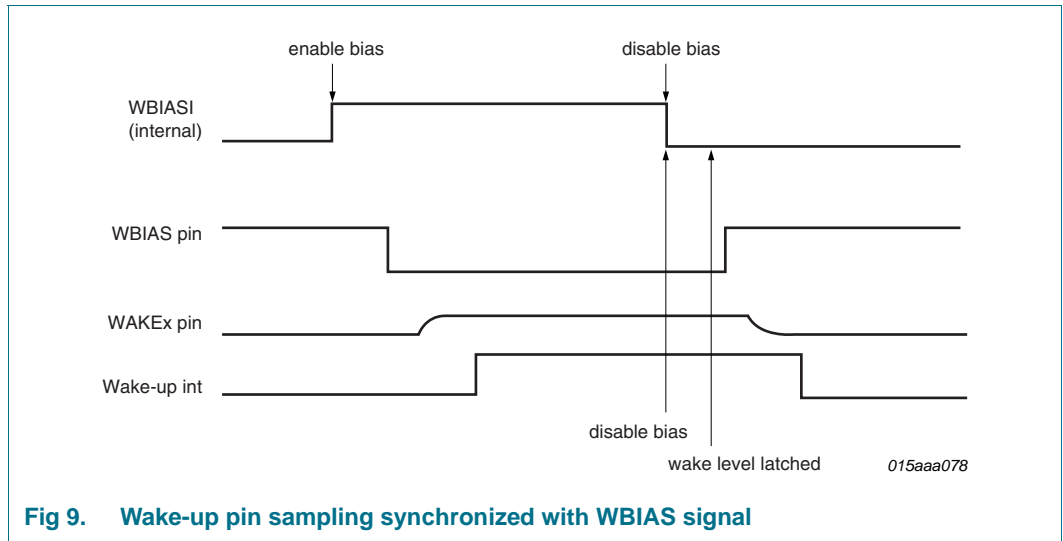 enable bias
disable bias
WBIASI
(internal)
WBIAS pin
WAKEx pin
Wake-up int
disable bias
wake level latched
015aaa078
Fig 9. Wake-up pin sampling synchronized with WBIAS signal